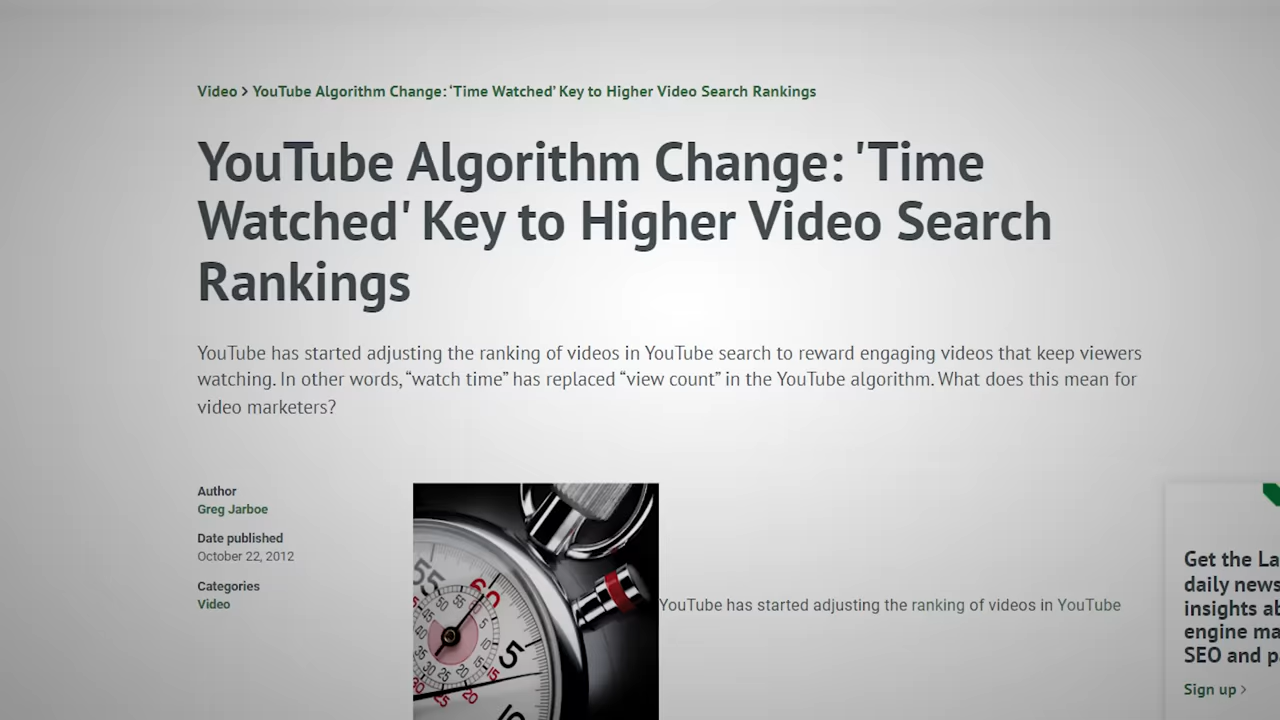 Video > YouTube Algorithm Change: ‘Time Watched’ Key to Higher Video Search Rankings
YouTube Algorithm Change: 'Time
Watched' Key to Higher Video Search
Rankings
YouTube has started adjusting the ranking of videos in YouTube search to reward engaging videos that keep viewers
watching. In other words, “watch time” has replaced “view count” in the YouTube algorithm. What does this mean for
video marketers?
Author
Greg Jarboe
Date published
October 22, 2012
Categories
Video
55
60
5
YouTube has started adjusting the ranking of videos in YouTube
Get the La
daily news
insights ab
engine ma
SEO and p
Sign up >